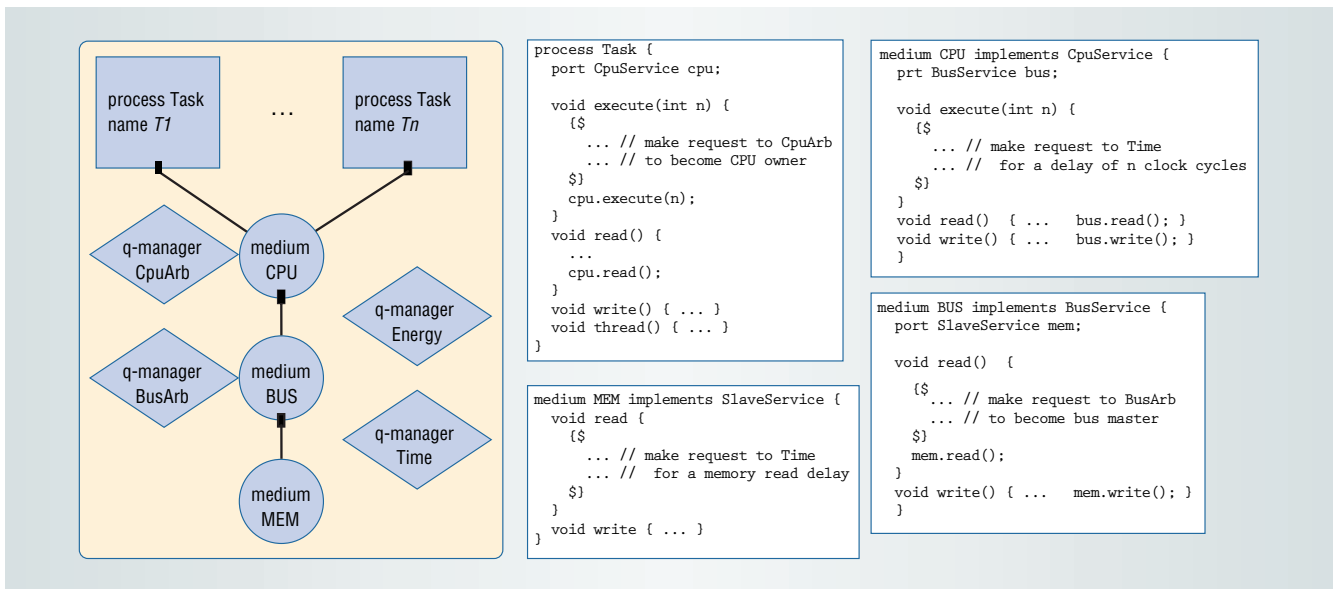 process Task
name T1
...
process Task
name Tn
q-manager
CpuArb
medium
CPU
q-manager
Energy
q-manager
BusArb
medium
BUS
q-manager
Time
medium
MEM
process Task {
port CpuService cpu;
void execute(int n) {
{$
... // make request to CpuArb
... // to become CPU owner
$}
cpu.execute(n);
}
void read() {
...
cpu.read();
}
void write() { ... }
void thread() { ... }
}
medium MEM implements SlaveService {
void read {
{$
... // make request to Time
... //  for a memory read delay
$}
}
void write { ... }
}
medium CPU implements CpuService {
prt BusService bus;
void execute(int n) {
{$
... // make request to Time
... //  for a delay of n clock cycles
$}
}
void read()  { ...   bus.read(); }
void write() { ...   bus.write(); }
}
medium BUS implements BusService {
port SlaveService mem;
void read()  {
{$
... // make request to BusArb
... // to become bus master
$}
mem.read();
}
void write() { ...   mem.write(); }
}